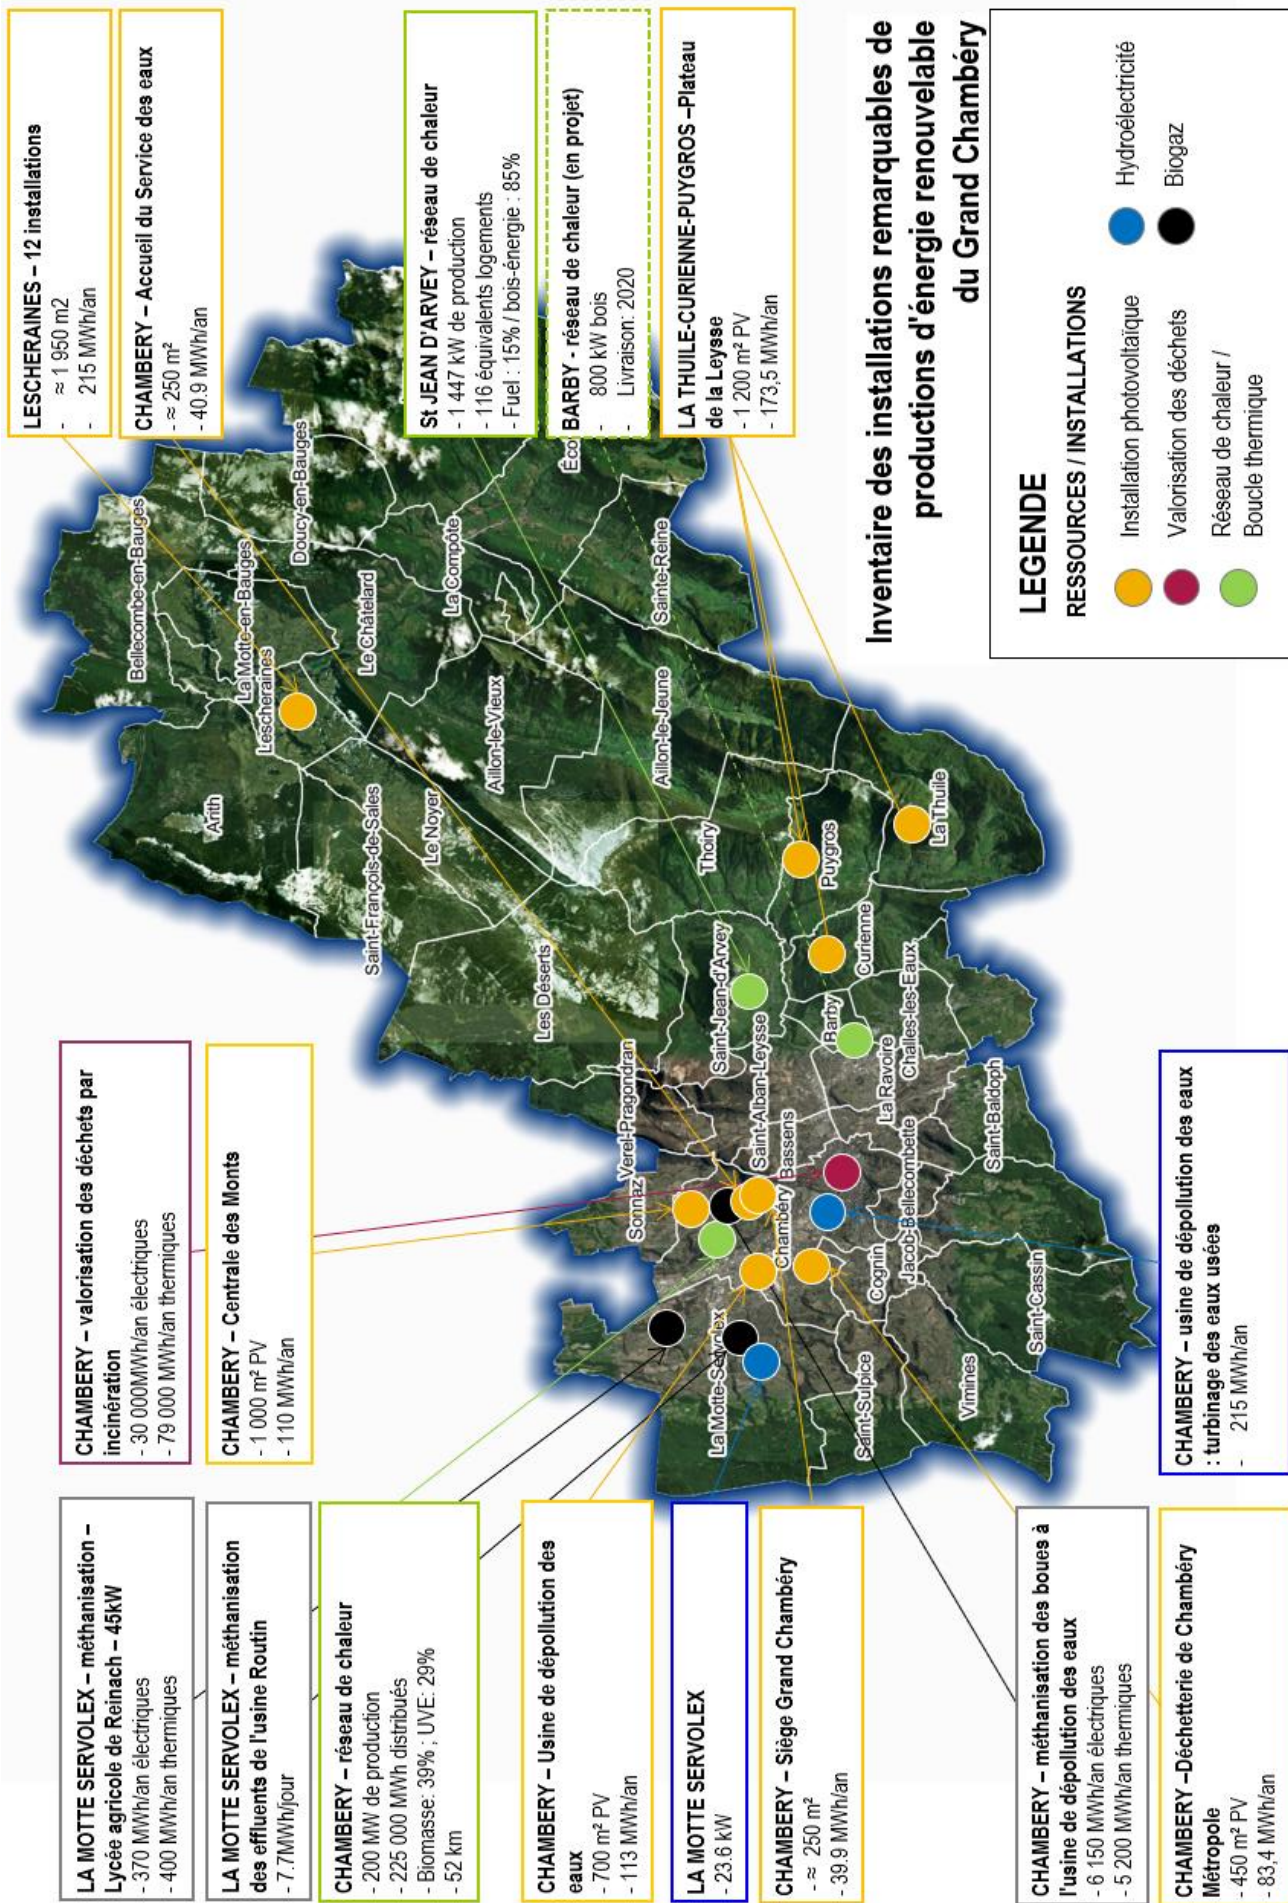 Inventaire des installations remarquables de
productions d'énergie renouvelable
du Grand Chambéry
LA MOTTE SERVOLEX – méthanisation –
Lycée agricole de Reinach – 45kW
- 370 MWh/an électriques
- 400 MWh/an thermiques
LA MOTTE SERVOLEX – méthanisation
des effluents de l'usine Routin
- 7.7MWh/jour
CHAMBERY – réseau de chaleur
- 200 MW de production
- 225 000 MWh distribués
- Biomasse: 39% ; UVE: 29%
- 52 km
CHAMBERY – Usine de dépollution des
eaux
- 700 m² PV
- 113 MWh/an
LA MOTTE SERVOLEX
- 23.6 kW
CHAMBERY – Siège Grand Chambéry
- ≈ 250 m²
- 39.9 MWh/an
CHAMBERY – méthanisation des boues à
l'usine de dépollution des eaux
- 6 150 MWh/an électriques
- 5 200 MWh/an thermiques
CHAMBERY –Déchetterie de Chambéry
Métropole
- 450 m² PV
- 83,4 MWh/an
CHAMBERY – valorisation des déchets par
incinération
- 30 000MWh/an électriques
- 79 000 MWh/an thermiques
CHAMBERY – Centrale des Monts
- 1 000 m² PV
- 110 MWh/an
CHAMBERY – usine de dépollution des eaux
: turbinage des eaux usées
- 215 MWh/an
LESCHERAINES – 12 installations
- ≈ 1 950 m2
- 215 MWh/an
CHAMBERY – Accueil du Service des eaux
- ≈ 250 m²
- 40.9 MWh/an
St JEAN D'ARVEY – réseau de chaleur
- 1 447 kW de production
- 116 équivalents logements
- Fuel : 15% / bois-énergie : 85%
BARBY - réseau de chaleur (en projet)
- 800 kW bois
- Livraison: 2020
LA THUILE-CURIENNE-PUYGROS –Plateau
de la Leysse
- 1 200 m² PV
- 173,5 MWh/an
Bellecombe-en-Bauges
La Motte-en-Bauges
Doucy-en-Bauges
Lescheraines
Arith
Le Châtelard
La Compôte
Saint-François-de-Sales
Le Noyer
Aillon-le-Vieux
Éco
Sainte-Reine
Aillon-le-Jeune
Les Déserts
Thoiry
Puygros
La Thuile
Saint-Jean-d'Arvey
Curienne
Verel-Pragondran
Sonnaz
Saint-Alban-Leysse
Bassens
Barby
La Ravoire
Challes-les-Eaux
Chambéry
La Motte-Servolex
Cognin
Jacob-Bellecombette
Saint-Baldoph
Saint-Sulpice
Vimines
Saint-Cassin
LEGENDE
RESSOURCES / INSTALLATIONS
Installation photovoltaïque
Valorisation des déchets
Réseau de chaleur /
Boucle thermique
Hydroélectricité
Biogaz